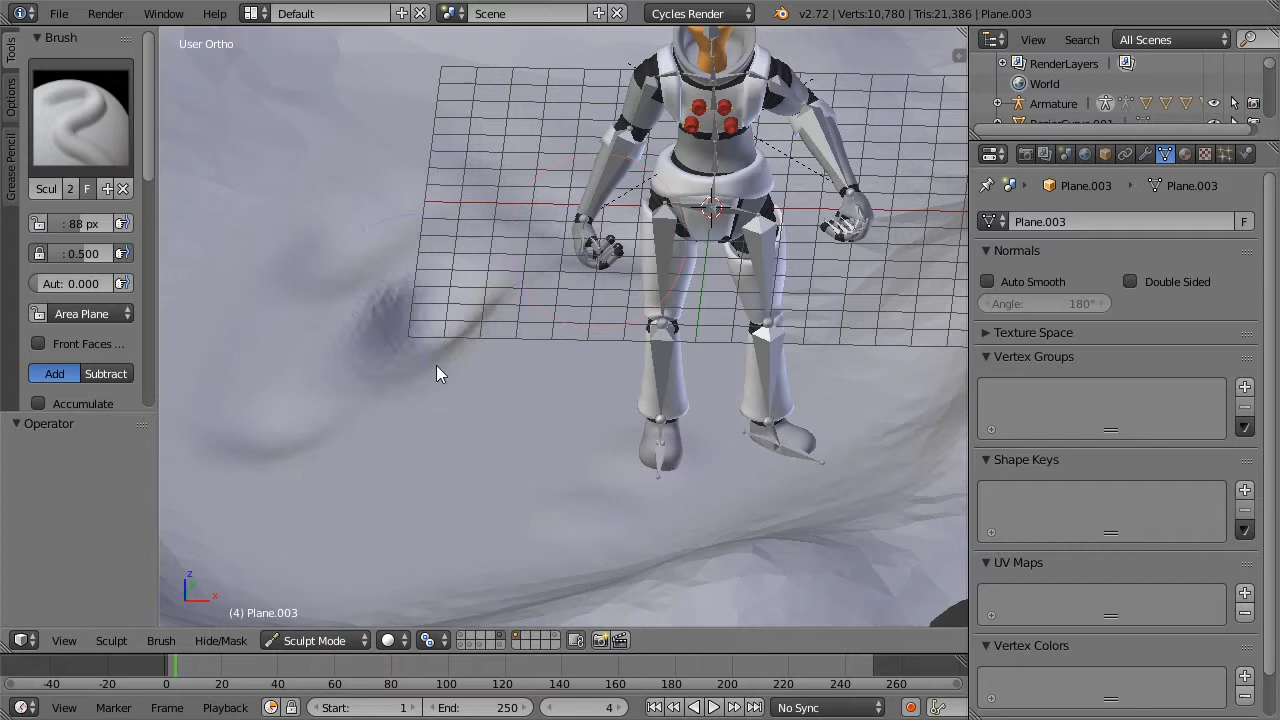 File Render Window Help Default Scene Cycles Render v2.72 | Verts:10,780 | Tris:21,386 | Plane.003
Tools
Options
Grease Pencil
Brush
Scul 2 F
: 88 px
: 0.500
Aut: 0.000
Area Plane
Front Faces ...
Add Subtract
Accumulate
Operator
User Ortho
z
x
(4) Plane.003
View Sculpt Brush Hide/Mask Sculpt Mode
-40 -20 0 20 40 60 80 100 120 140 160 180 200 220 240 260
View Marker Frame Playback Start: 1 End: 250 4 No Sync
View Search All Scenes
RenderLayers
World
Armature
Plane.003 Plane.003
Plane.003 F
Normals
Auto Smooth Double Sided
Angle: 180°
Texture Space
Vertex Groups
Shape Keys
UV Maps
Vertex Colors